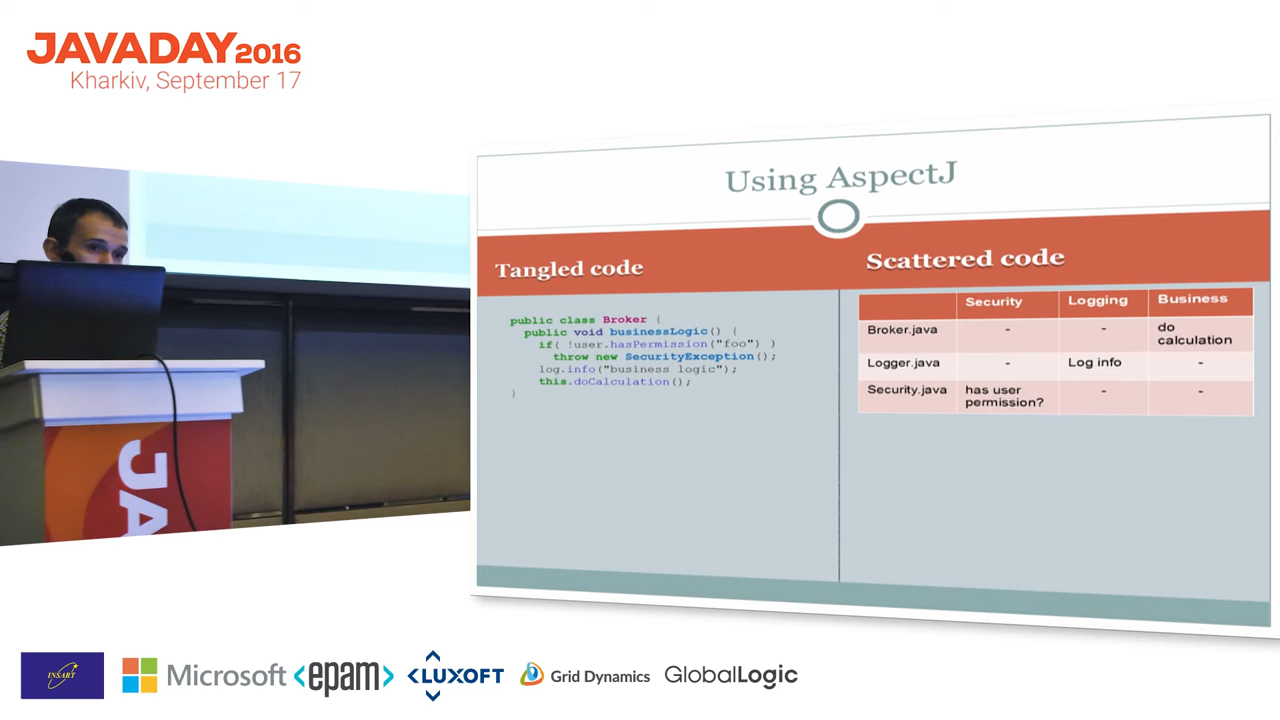 JAVADAY2016
Kharkiv, September 17
Using AspectJ
Tangled code
Scattered code
public class Broker {
public void businessLogic() {
if( !user.hasPermission("foo") )
throw new SecurityException();
log.info("business logic");
this.doCalculation();
}
Security Logging Business
Broker.java - - do calculation
Logger.java - Log info -
Security.java has user permission? - -
JA
INSART
Microsoft <epam> <LUXOFT Grid Dynamics GlobalLogic